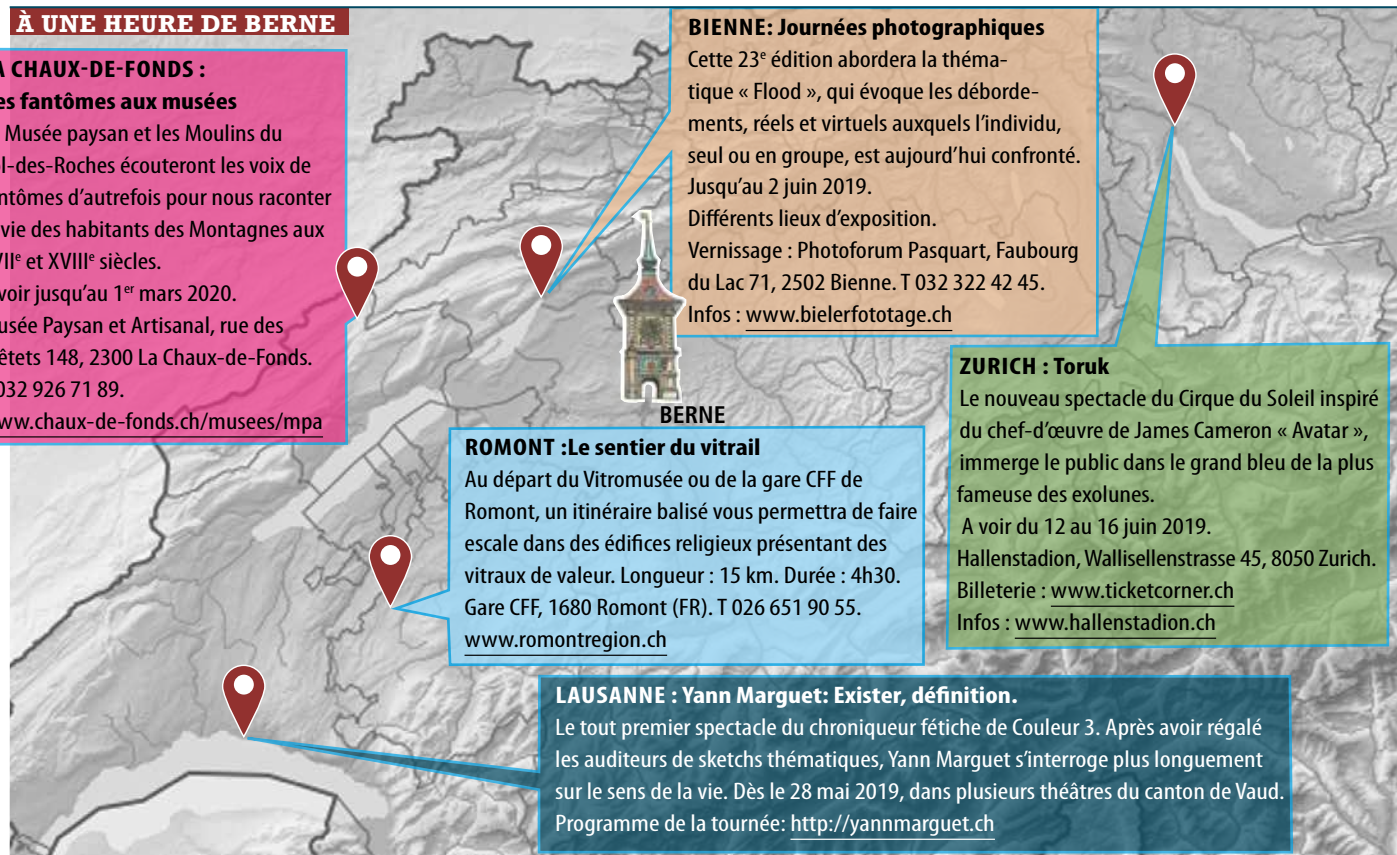 À UNE HEURE DE BERNE
A CHAUX-DE-FONDS :
es fantômes aux musées
Musée paysan et les Moulins du
ol-des-Roches écouteront les voix de
ntômes d’autrefois pour nous raconter
vie des habitants des Montagnes aux
VIIᵉ et XVIIIᵉ siècles.
voir jusqu’au 1ᵉʳ mars 2020.
usée Paysan et Artisanal, rue des
êtets 148, 2300 La Chaux-de-Fonds.
032 926 71 89.
ww.chaux-de-fonds.ch/musees/mpa
BIENNE: Journées photographiques
Cette 23ᵉ édition abordera la théma-
tique « Flood », qui évoque les déborde-
ments, réels et virtuels auxquels l’individu,
seul ou en groupe, est aujourd’hui confronté.
Jusqu’au 2 juin 2019.
Différents lieux d’exposition.
Vernissage : Photoforum Pasquart, Faubourg
du Lac 71, 2502 Bienne. T 032 322 42 45.
Infos : www.bielerfototage.ch
BERNE
ZURICH : Toruk
Le nouveau spectacle du Cirque du Soleil inspiré
du chef-d’œuvre de James Cameron « Avatar »,
immerge le public dans le grand bleu de la plus
fameuse des exolunes.
A voir du 12 au 16 juin 2019.
Hallenstadion, Wallisellenstrasse 45, 8050 Zurich.
Billeterie : www.ticketcorner.ch
Infos : www.hallenstadion.ch
ROMONT :Le sentier du vitrail
Au départ du Vitromusée ou de la gare CFF de
Romont, un itinéraire balisé vous permettra de faire
escale dans des édifices religieux présentant des
vitraux de valeur. Longueur : 15 km. Durée : 4h30.
Gare CFF, 1680 Romont (FR). T 026 651 90 55.
www.romontregion.ch
LAUSANNE : Yann Marguet: Exister, définition.
Le tout premier spectacle du chroniqueur fétiche de Couleur 3. Après avoir régalé
les auditeurs de sketchs thématiques, Yann Marguet s’interroge plus longuement
sur le sens de la vie. Dès le 28 mai 2019, dans plusieurs théâtres du canton de Vaud.
Programme de la tournée: http://yannmarguet.ch